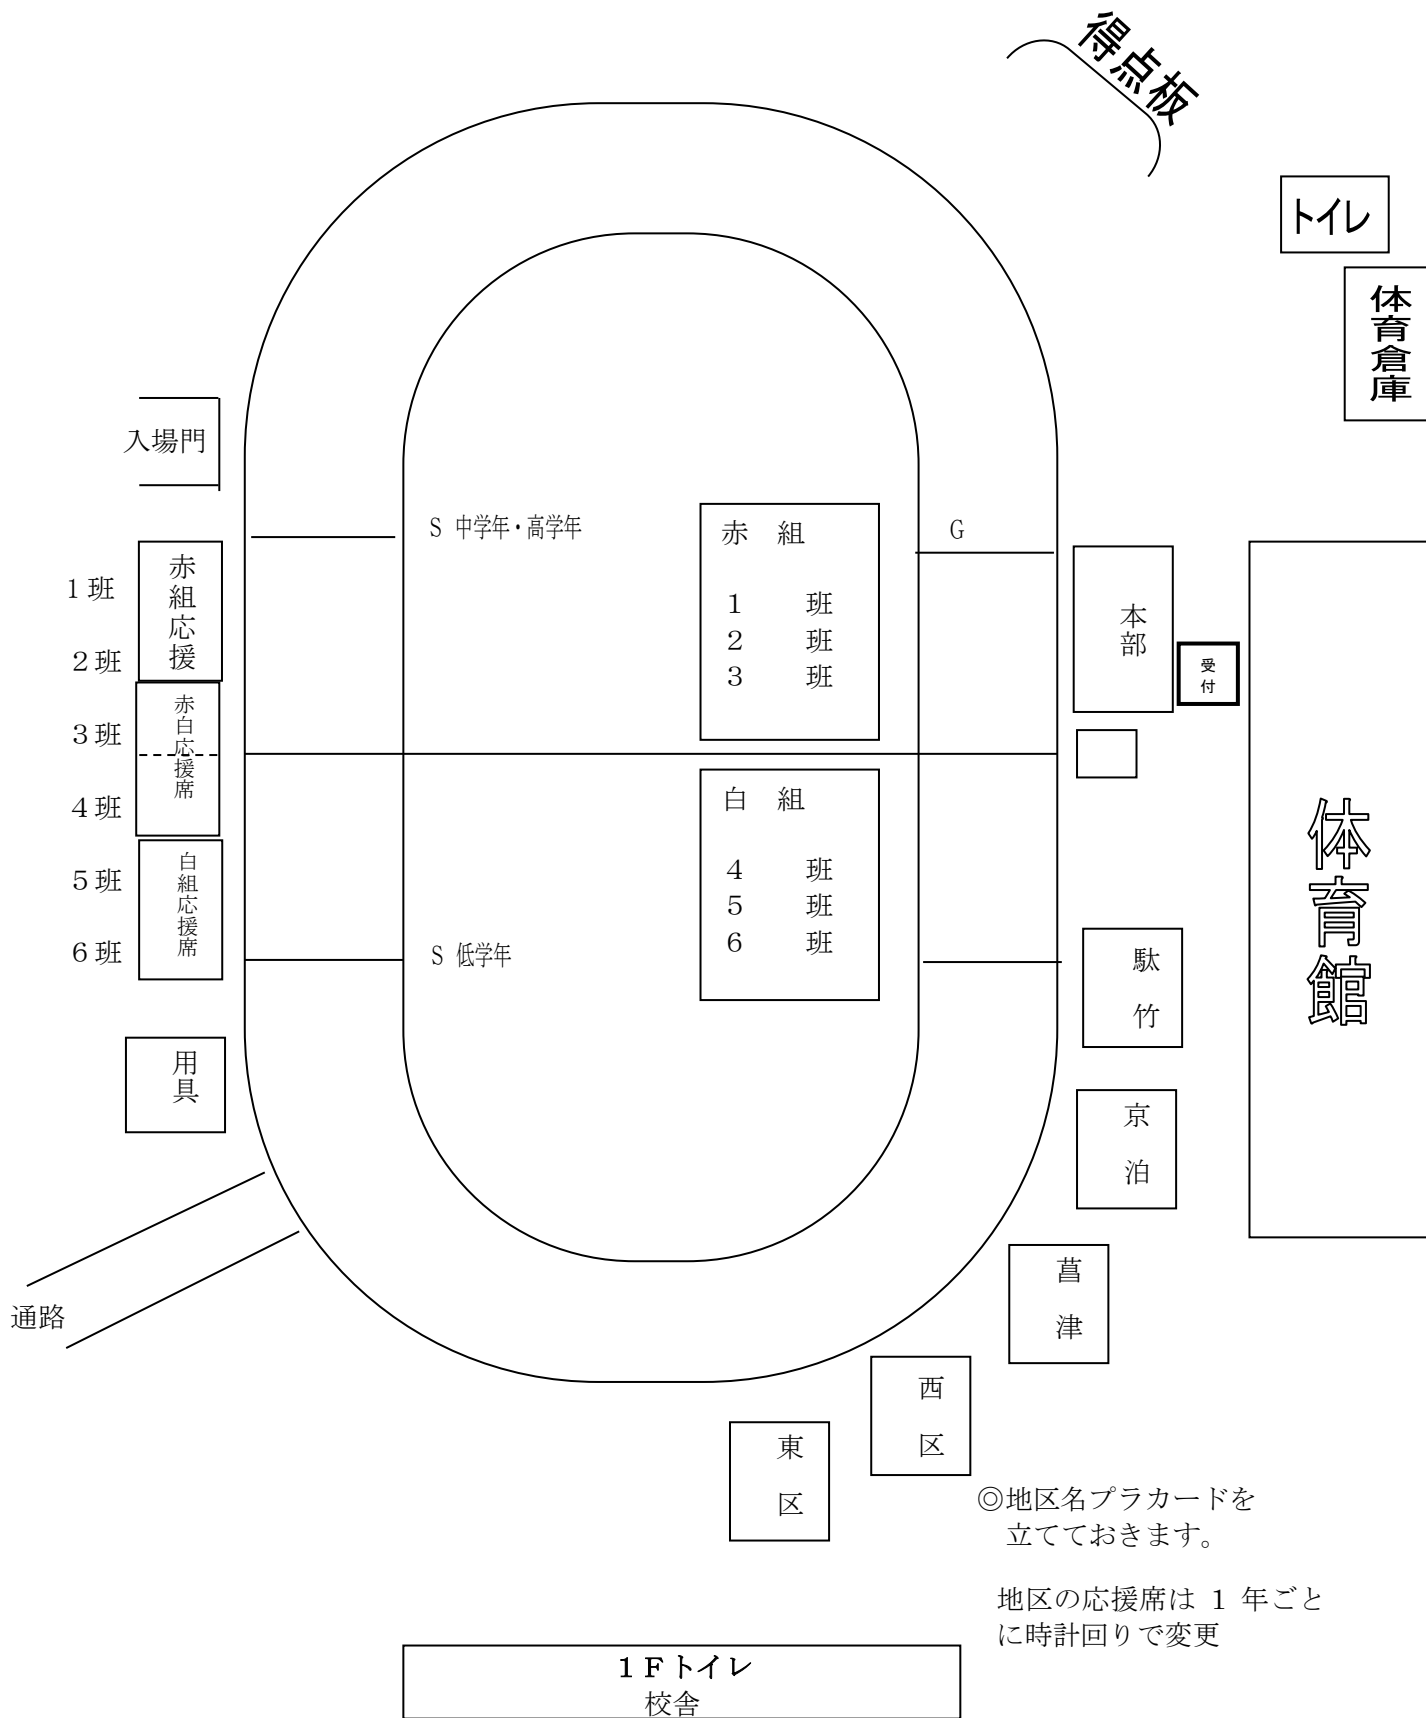 得点板
トイレ
体育倉庫
入場門
S 中学年・高学年
G
赤　組
1　班
2　班
3　班
本部
受付
1班
2班
3班
4班
5班
6班
赤組応援
赤白応援席
白組応援席
白　組
4　班
5　班
6　班
S 低学年
体育館
駄竹
京泊
菖津
西区
東区
用具
通路
◎地区名プラカードを
立てておきます。
地区の応援席は 1 年ごと
に時計回りで変更
1Fトイレ
校舎